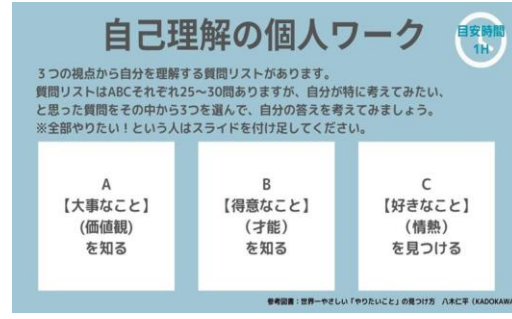 自己理解の個人ワーク
目安時間
1H
３つの視点から自分を理解する質問リストがあります。
質問リストはABCそれぞれ25〜30問ありますが、自分が特に考えてみたい、
と思った質問をその中から3つを選んで、自分の答えを考えてみましょう。
※全部やりたい！という人はスライドを付け足してください。
A
【大事なこと】
(価値観)
を知る
B
【得意なこと】
（才能）
を知る
C
【好きなこと】
（情熱）
を見つける
参考図書：世界一やさしい「やりたいこと」の見つけ方　八木仁平（KADOKAWA